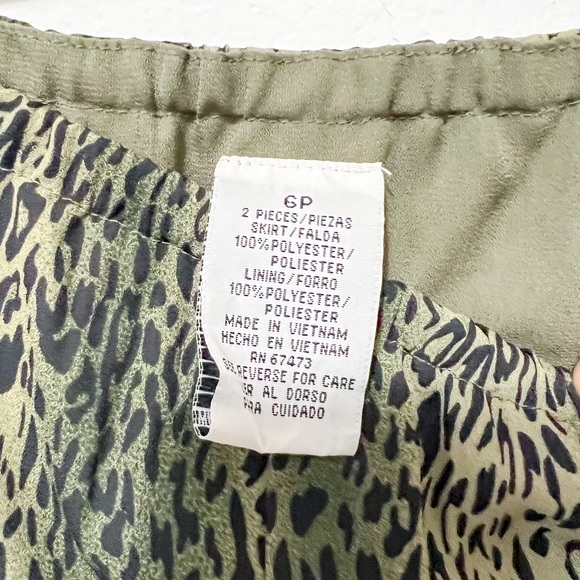 6P
2 PIECES/PIEZAS
SKIRT/FALDA
100%POLYESTER/
POLIESTER
LINING/FORRO
100%POLYESTER/
POLIESTER
MADE IN VIETNAM
HECHO EN VIETNAM
RN 67473
REVERSE FOR CARE
AL DORSO
CUIDADO